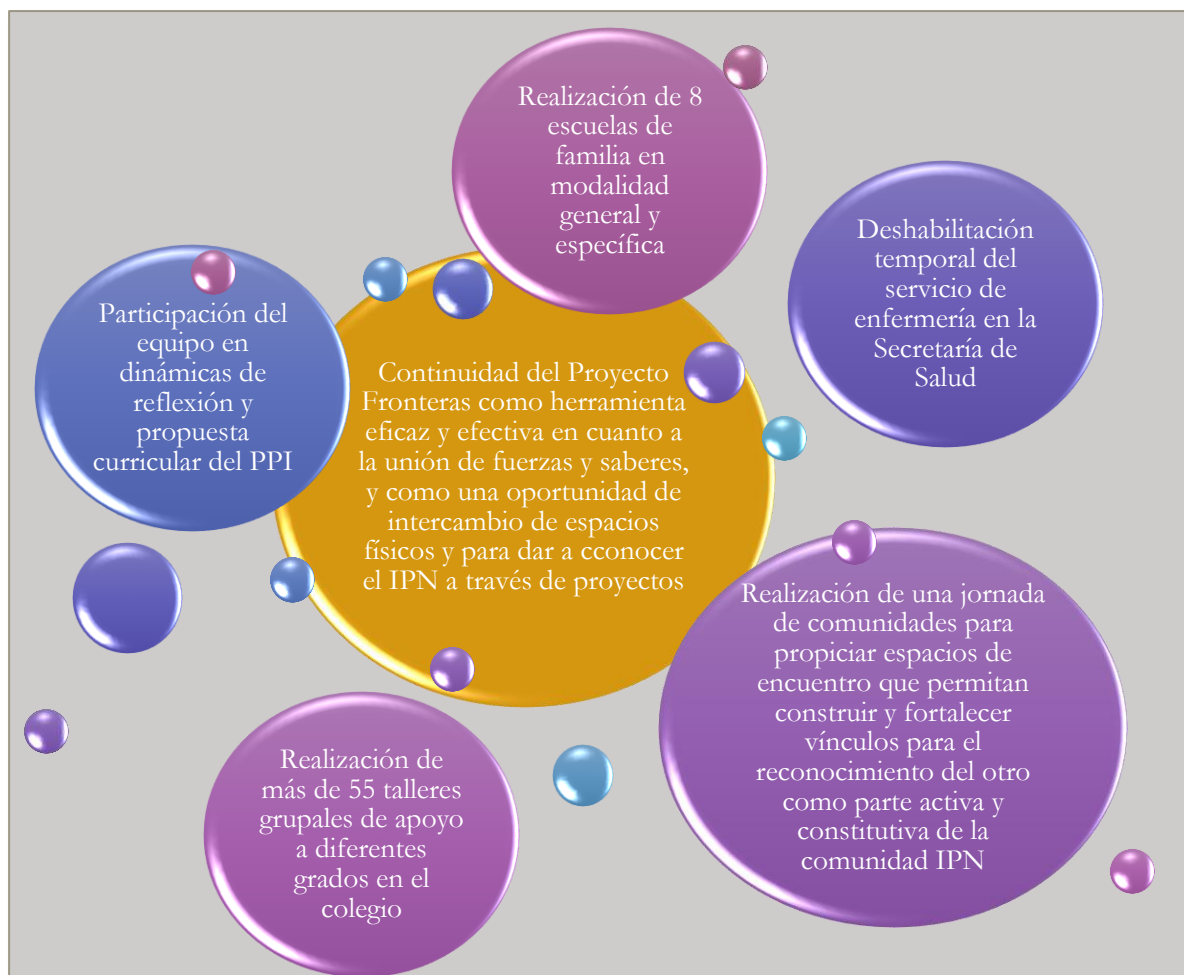 Realización de 8
escuelas de
familia en
modalidad
general y
específica
Deshabilitación
temporal del
servicio de
enfermería en la
Secretaría de
Salud
Participación del
equipo en
dinámicas de
reflexión y
propuesta
curricular del PPI
Continuidad del Proyecto
Fronteras como herramienta
eficaz y efectiva en cuanto a
la unión de fuerzas y saberes,
y como una oportunidad de
intercambio de espacios
físicos y para dar a cconocer
el IPN a través de proyectos
Realización de una jornada
de comunidades para
propiciar espacios de
encuentro que permitan
construir y fortalecer
vínculos para el
reconocimiento del otro
como parte activa y
constitutiva de la
comunidad IPN
Realización de
más de 55 talleres
grupales de apoyo
a diferentes
grados en el
colegio